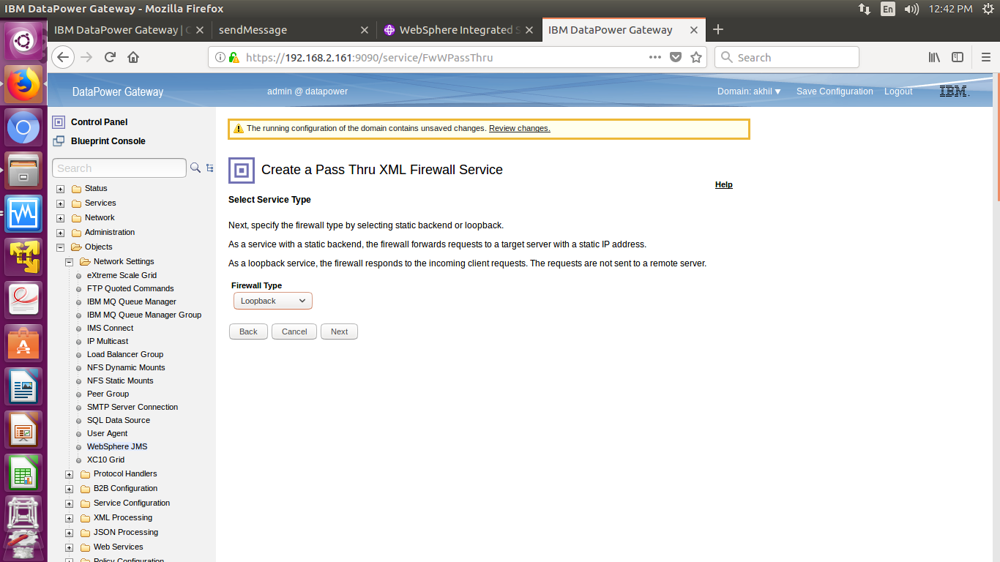 IBM DataPower Gateway - Mozilla Firefox
En
12:42 PM
IBM DataPower Gateway | C
sendMessage
WebSphere Integrated S
IBM DataPower Gateway
https://192.168.2.161:9090/service/FwWPassThru
Search
DataPower Gateway
admin @ datapower
Domain: akhil
Save Configuration
Logout
IBM.
Control Panel
Blueprint Console
Search
Status
Services
Network
Administration
Objects
Network Settings
eXtreme Scale Grid
FTP Quoted Commands
IBM MQ Queue Manager
IBM MQ Queue Manager Group
IMS Connect
IP Multicast
Load Balancer Group
NFS Dynamic Mounts
NFS Static Mounts
Peer Group
SMTP Server Connection
SQL Data Source
User Agent
WebSphere JMS
XC10 Grid
Protocol Handlers
B2B Configuration
Service Configuration
XML Processing
JSON Processing
Web Services
Policy Configuration
The running configuration of the domain contains unsaved changes. Review changes.
Create a Pass Thru XML Firewall Service
Help
Select Service Type
Next, specify the firewall type by selecting static backend or loopback.
As a service with a static backend, the firewall forwards requests to a target server with a static IP address.
As a loopback service, the firewall responds to the incoming client requests. The requests are not sent to a remote server.
Firewall Type
Loopback
Back
Cancel
Next